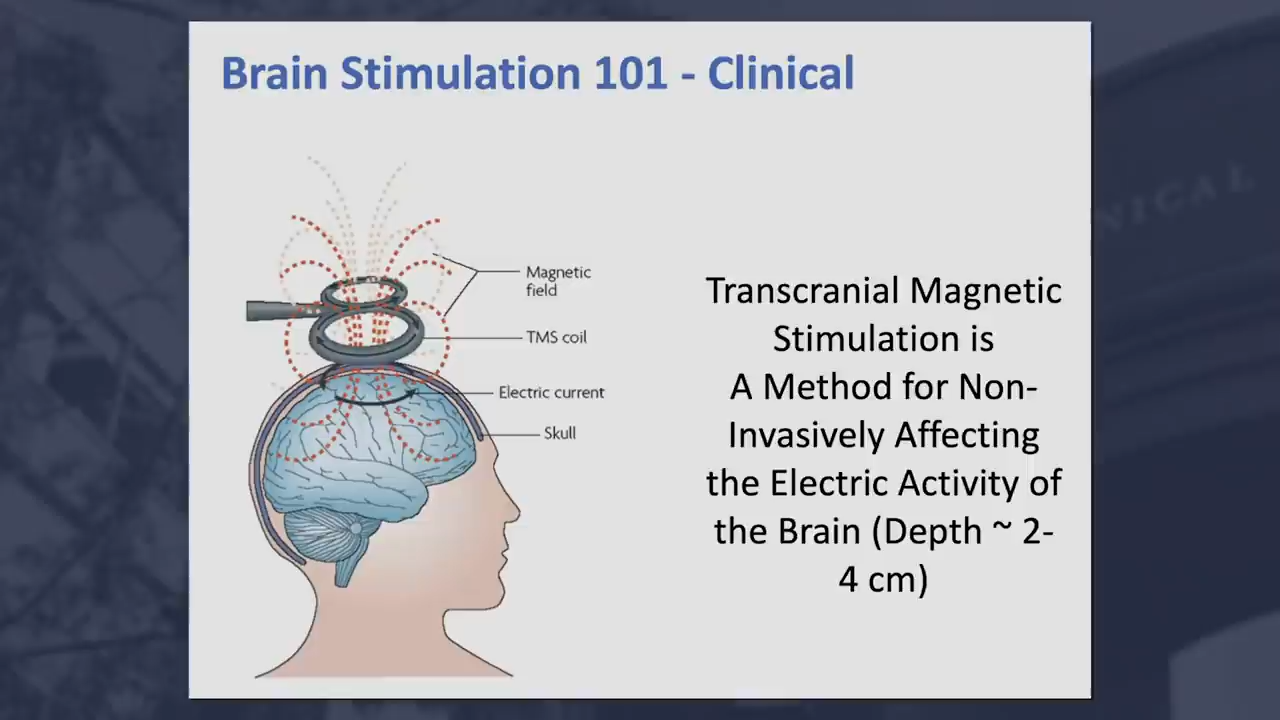 Brain Stimulation 101 - Clinical
Magnetic
field
TMS coil
Electric current
Skull
Transcranial Magnetic
Stimulation is
A Method for Non-
Invasively Affecting
the Electric Activity of
the Brain (Depth ~ 2-
4 cm)
NICAL